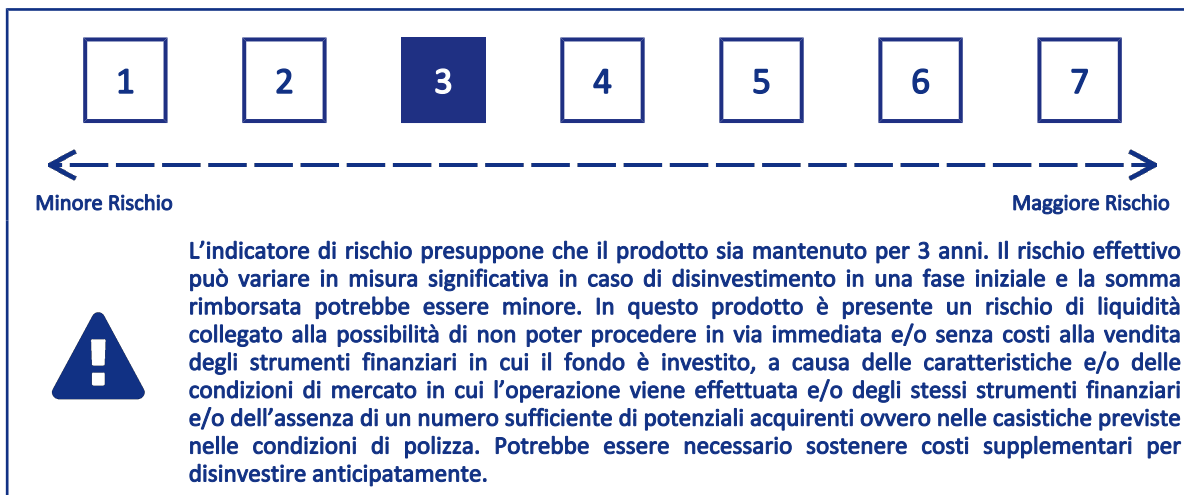 1 2 3 4 5 6 7
Minore Rischio Maggiore Rischio
L'indicatore di rischio presuppone che il prodotto sia mantenuto per 3 anni. Il rischio effettivo
può variare in misura significativa in caso di disinvestimento in una fase iniziale e la somma
rimborsata potrebbe essere minore. In questo prodotto è presente un rischio di liquidità
collegato alla possibilità di non poter procedere in via immediata e/o senza costi alla vendita
degli strumenti finanziari in cui il fondo è investito, a causa delle caratteristiche e/o delle
condizioni di mercato in cui l'operazione viene effettuata e/o degli stessi strumenti finanziari
e/o dell'assenza di un numero sufficiente di potenziali acquirenti ovvero nelle casistiche previste
nelle condizioni di polizza. Potrebbe essere necessario sostenere costi supplementari per
disinvestire anticipatamente.